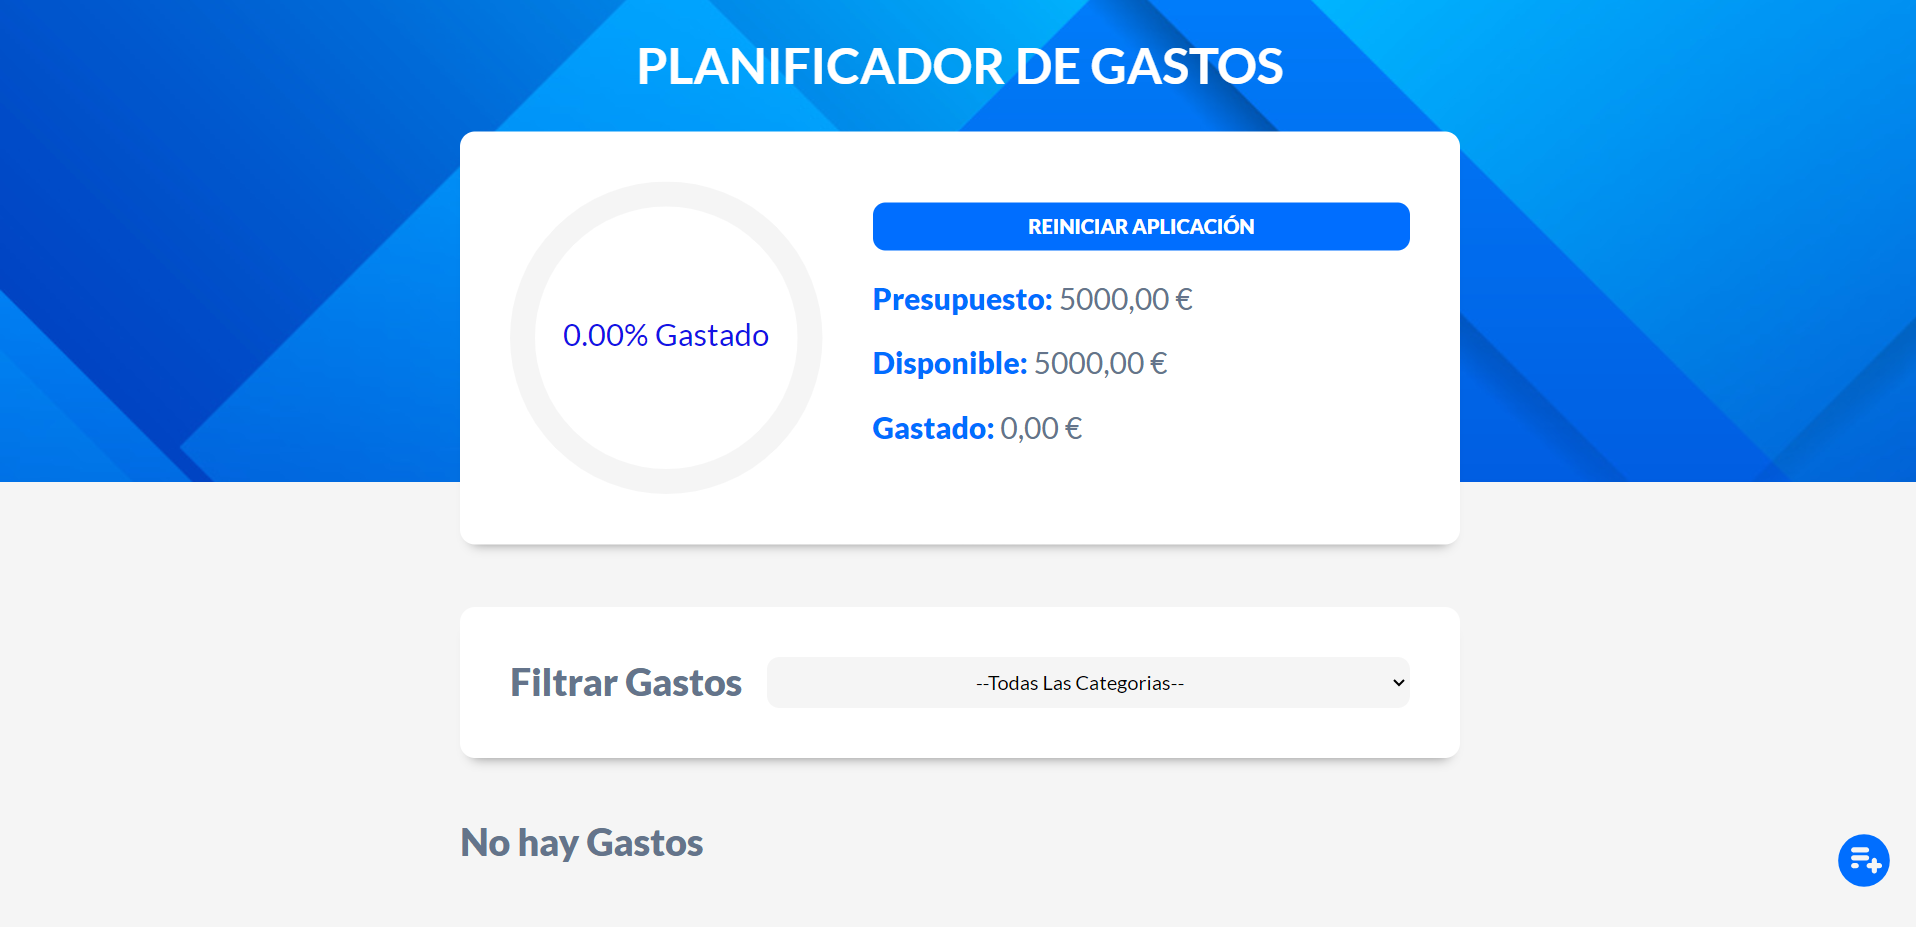 PLANIFICADOR DE GASTOS
0.00% Gastado
REINICIAR APLICACIÓN
Presupuesto: 5000,00 €
Disponible: 5000,00 €
Gastado: 0,00 €
Filtrar Gastos
--Todas Las Categorias--
No hay Gastos